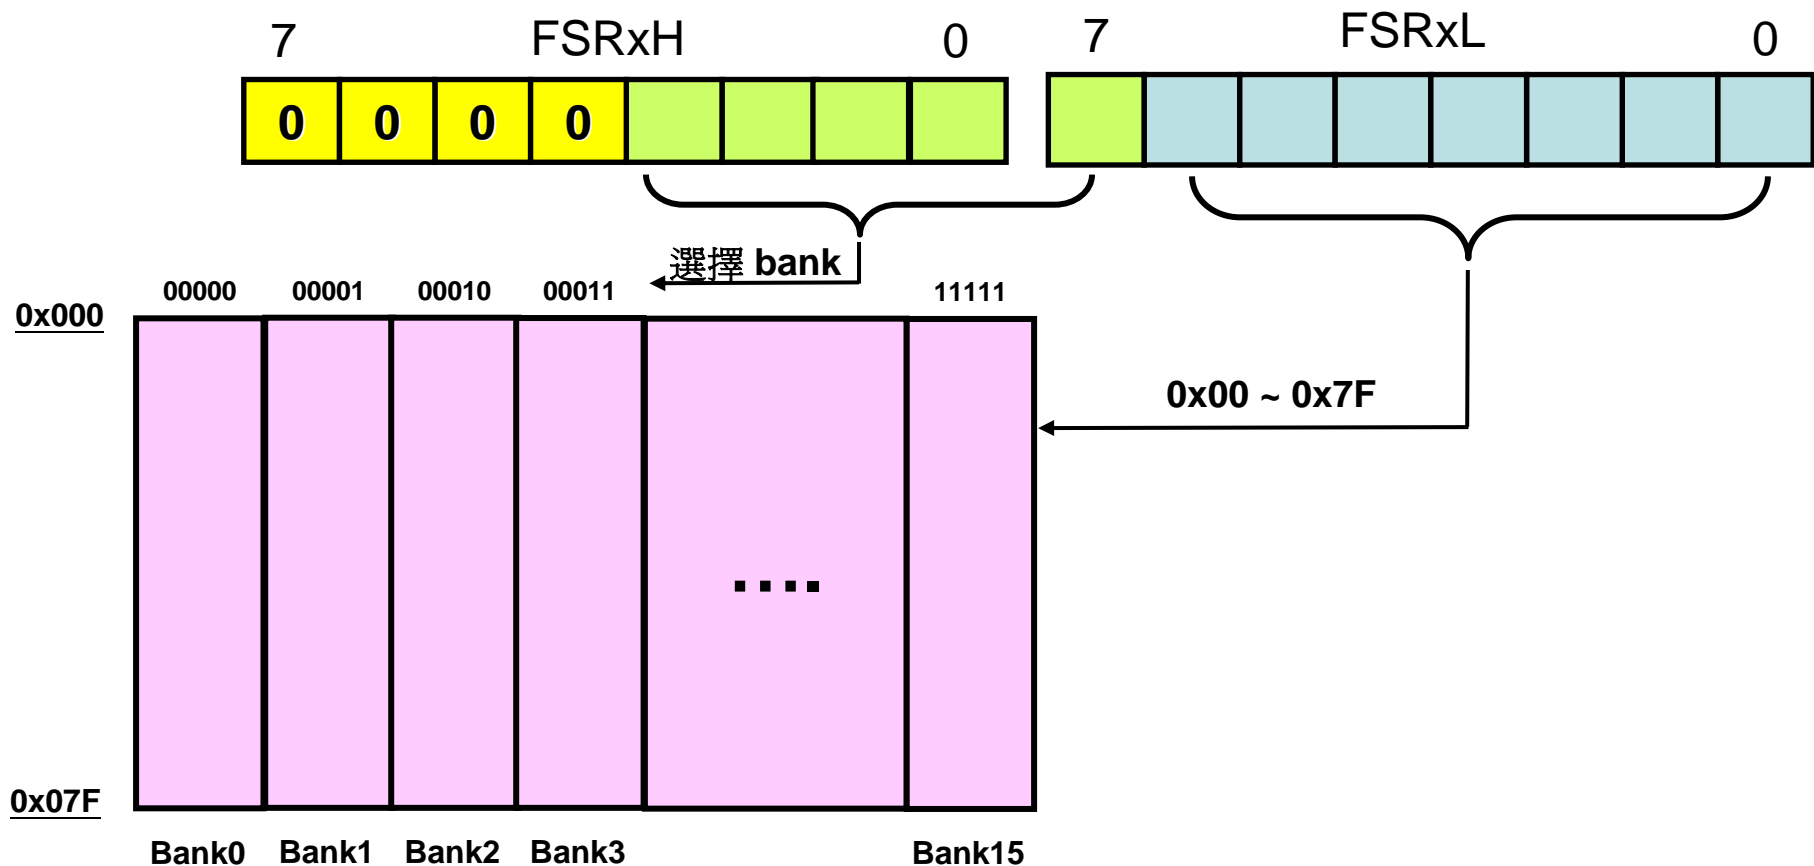 7 FSRxH 0 7 FSRxL 0
0 0 0 0
選擇 bank
00000 00001 00010 00011 11111
0x000
0x00 ~ 0x7F
....
0x07F
Bank0 Bank1 Bank2 Bank3 Bank15